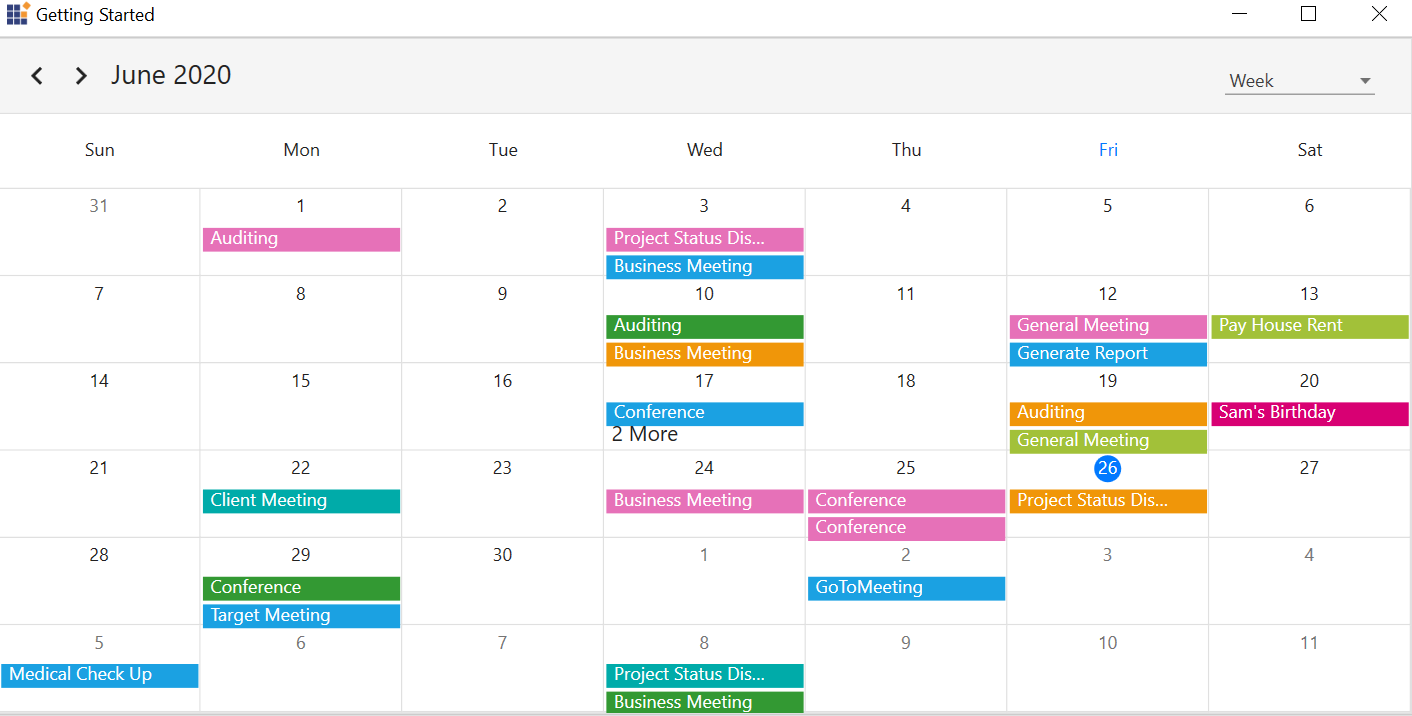 Getting Started
June 2020
Week
Sun Mon Tue Wed Thu Fri Sat
31 1 2 3 4 5 6
Auditing Project Status Dis...
Business Meeting
7 8 9 10 11 12 13
Auditing General Meeting Pay House Rent
Business Meeting Generate Report
14 15 16 17 18 19 20
Conference Auditing Sam's Birthday
2 More General Meeting
21 22 23 24 25 26 27
Client Meeting Business Meeting Conference Project Status Dis...
Conference
28 29 30 1 2 3 4
Conference GoToMeeting
Target Meeting
5 6 7 8 9 10 11
Medical Check Up Project Status Dis...
Business Meeting